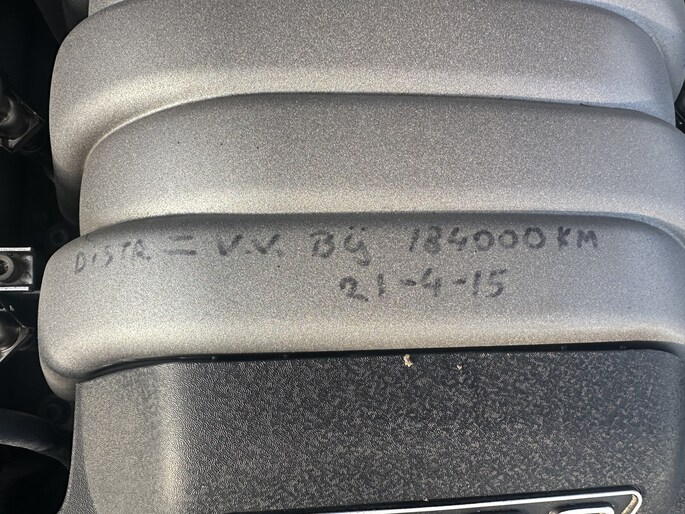 DISTR = V.V. Bij 184000 KM
21-4-15